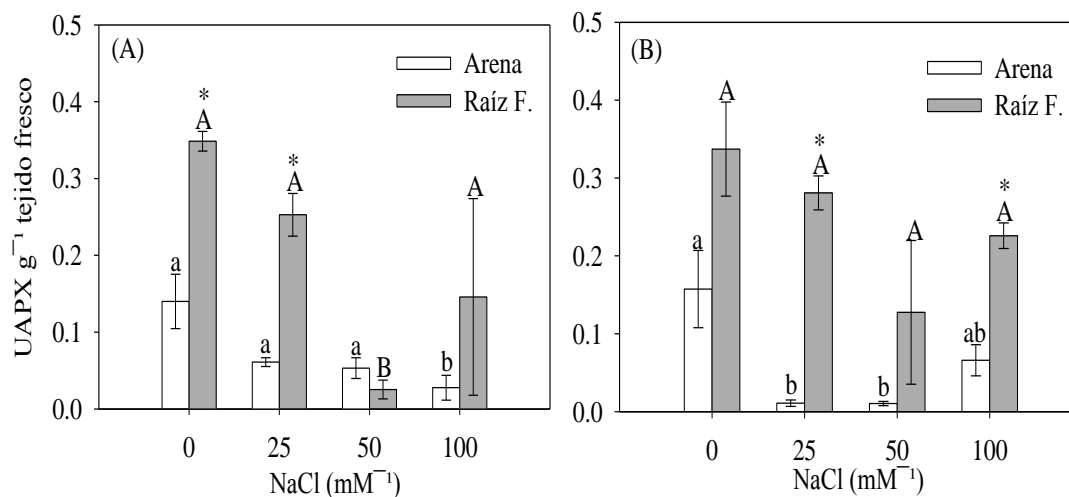 UAPX g⁻¹ tejido fresco
(A)
Arena
Raíz F.
0.5
0.4
0.3
0.2
0.1
0.0
a
*
A
a
*
A
a
B
b
A
0 25 50 100
NaCl (mM⁻¹)
(B)
Arena
Raíz F.
0.5
0.4
0.3
0.2
0.1
0.0
a
A
b
*
A
b
A
ab
*
A
0 25 50 100
NaCl (mM⁻¹)